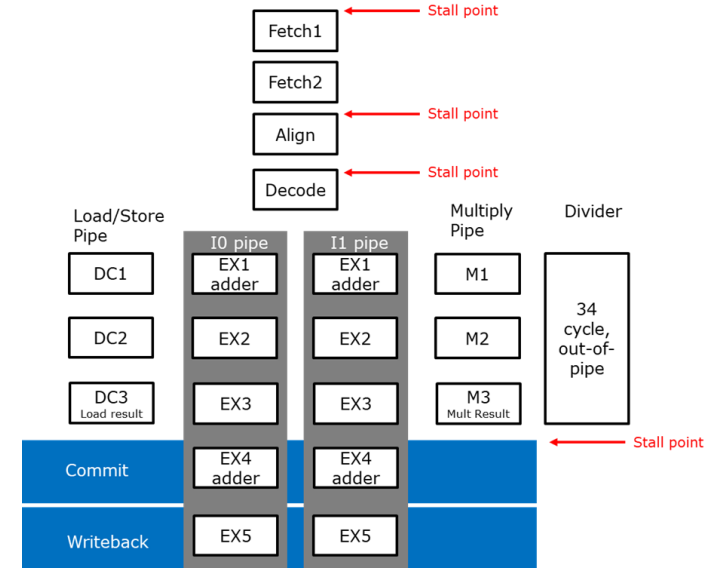 Fetch1
Stall point
Fetch2
Align
Stall point
Decode
Stall point
Load/Store
Pipe
I0 pipe
I1 pipe
Multiply
Pipe
Divider
DC1
EX1
adder
EX1
adder
M1
34
cycle,
out-of-
pipe
DC2
EX2
EX2
M2
DC3
Load result
EX3
EX3
M3
Mult Result
Stall point
Commit
EX4
adder
EX4
adder
Writeback
EX5
EX5